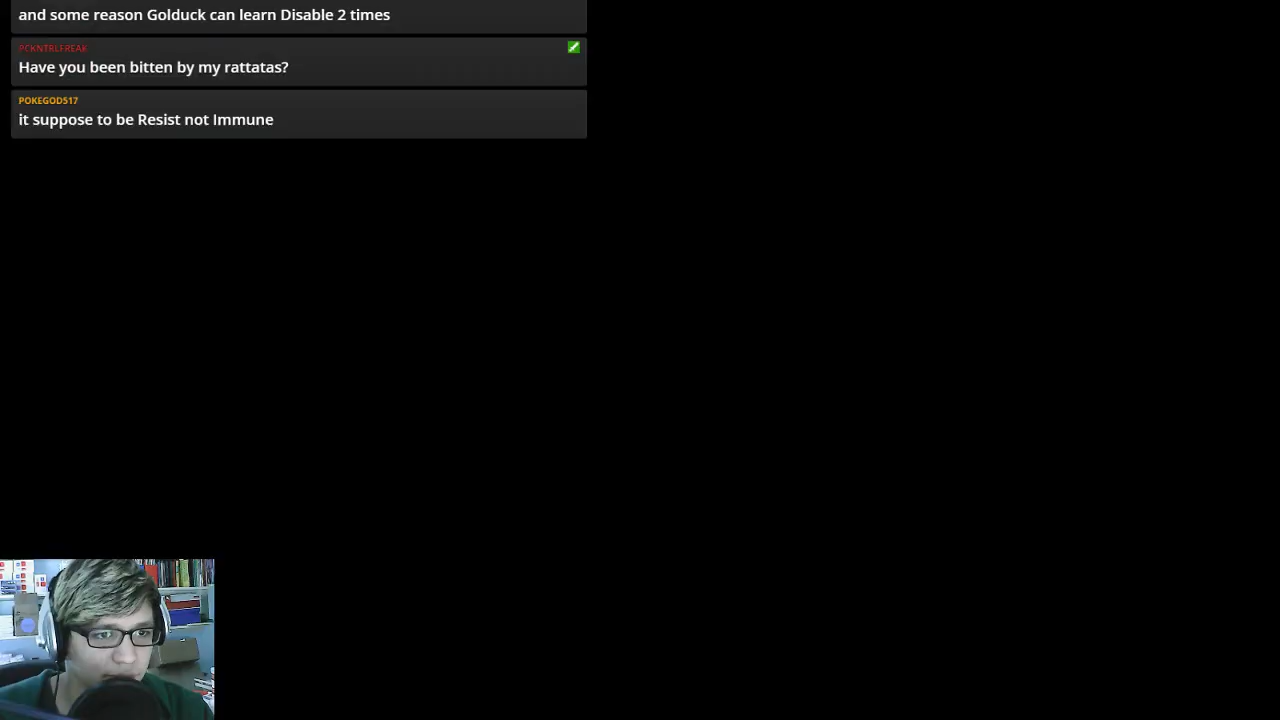 and some reason Golduck can learn Disable 2 times
PCKNTRLFREAK
Have you been bitten by my rattatas?
POKEGOD517
it suppose to be Resist not Immune